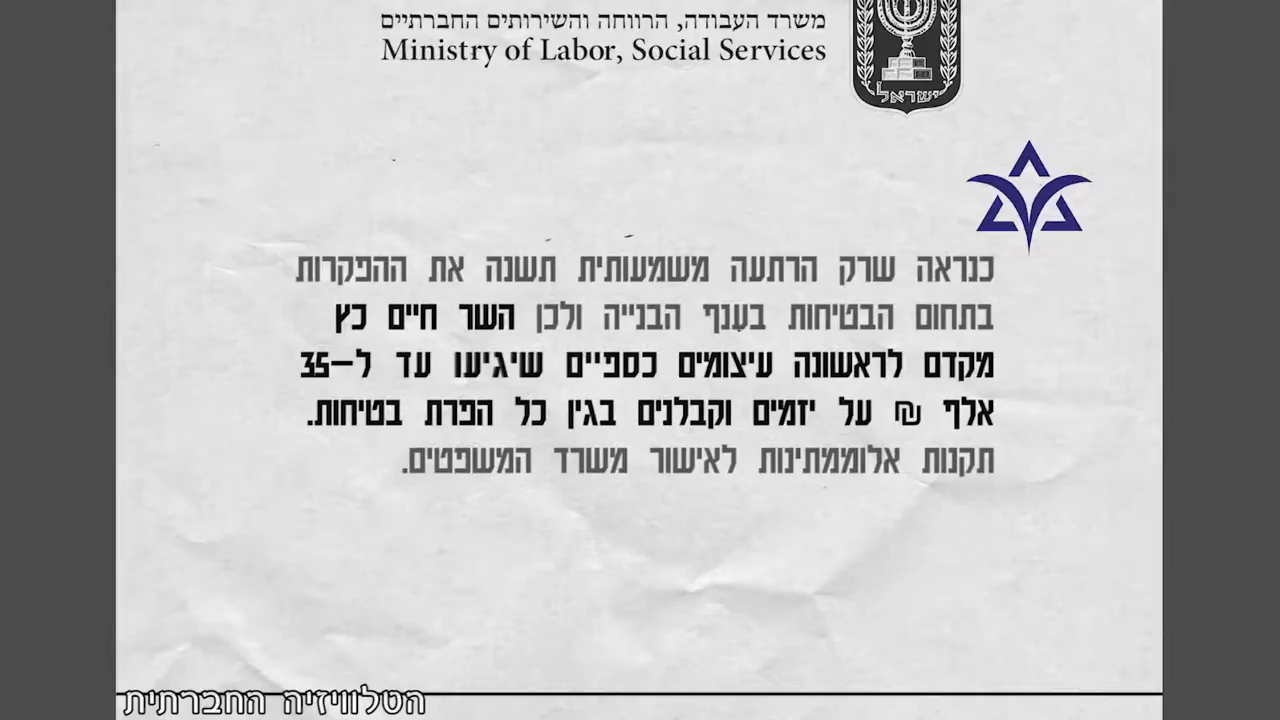 משרד העבודה, הרווחה והשירותים החברתיים
Ministry of Labor, Social Services
ישראל
כנראה שרק הרתעה משמעותית תשנה את ההפקרות
בתחום הבטיחות בענף הבנייה ולכן השר חיים כץ
מקדם לראשונה עיצומים כספיים שיגיעו עד ל–35
אלף ₪ על יזמים וקבלנים בגין כל הפרת בטיחות.
תקנות אלוממתינות לאישור משרד המשפטים.
הטלוויזיה החברתית